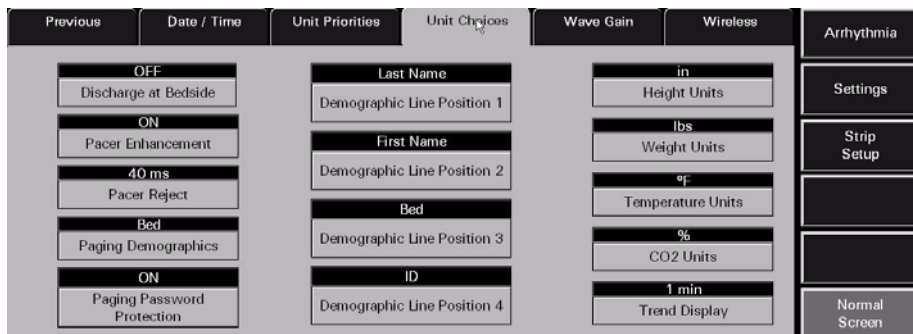 Previous
Date / Time
Unit Priorities
Unit Choices
Wave Gain
Wireless
OFF
Discharge at Bedside
ON
Pacer Enhancement
40 ms
Pacer Reject
Bed
Paging Demographics
ON
Paging Password
Protection
Last Name
Demographic Line Position 1
First Name
Demographic Line Position 2
Bed
Demographic Line Position 3
ID
Demographic Line Position 4
in
Height Units
lbs
Weight Units
ºF
Temperature Units
%
CO2 Units
1 min
Trend Display
Arrhythmia
Settings
Strip
Setup
Normal
Screen